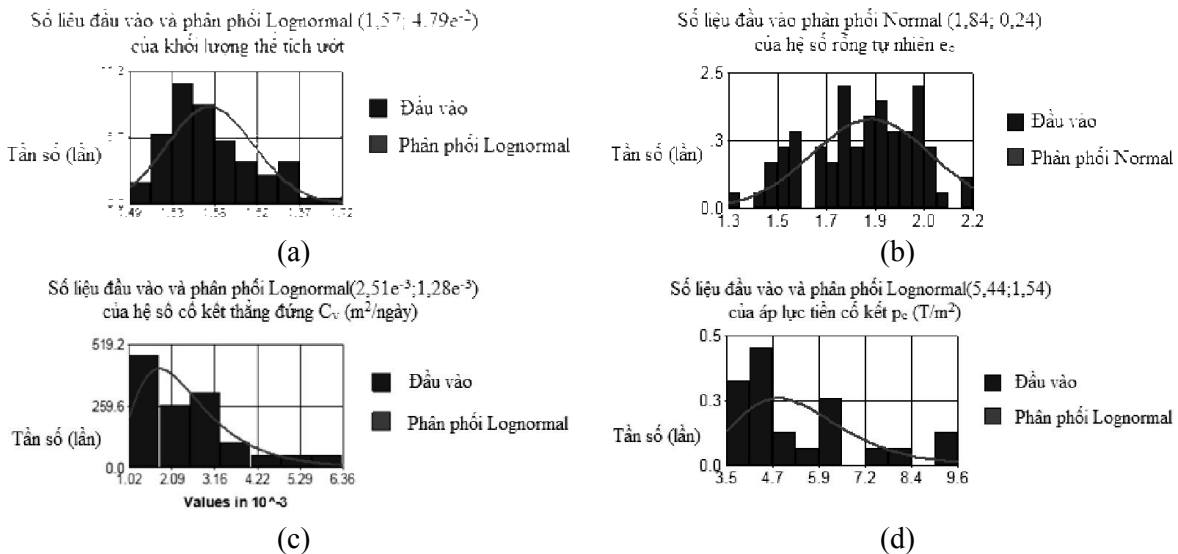 Số liệu đầu vào và phân phối Lognormal (1,57; 4.79e⁻²)
của khối lượng thể tích ướt
Tần số (lần)
1.49 1.53 1.62 1.72
Đầu vào
Phân phối Lognormal
(a)
Số liệu đầu vào phân phối Normal (1,84; 0,24)
của hệ số rỗng tự nhiên
2.5
.3
0.0
Tần số (lần)
1.3 1.5 1.7 1.9 2.0 2.2
Đầu vào
Phân phối Normal
(b)
Số liệu đầu vào và phân phối Lognormal(2,51e⁻³;1,28e⁻³)
của hệ số cố kết thẳng đứng Cᵥ (m²/ngày)
519.2
259.6
0.0
Tần số (lần)
1.02 2.09 3.16 4.22 5.29 6.36
Values in 10^-3
Đầu vào
Phân phối Lognormal
(c)
Số liệu đầu vào và phân phối Lognormal(5,44;1,54)
của áp lực tiền cố kết p꜀ (T/m²)
0.5
0.3
0.0
Tần số (lần)
3.5 4.7 5.9 7.2 8.4 9.6
Đầu vào
Phân phối Lognormal
(d)